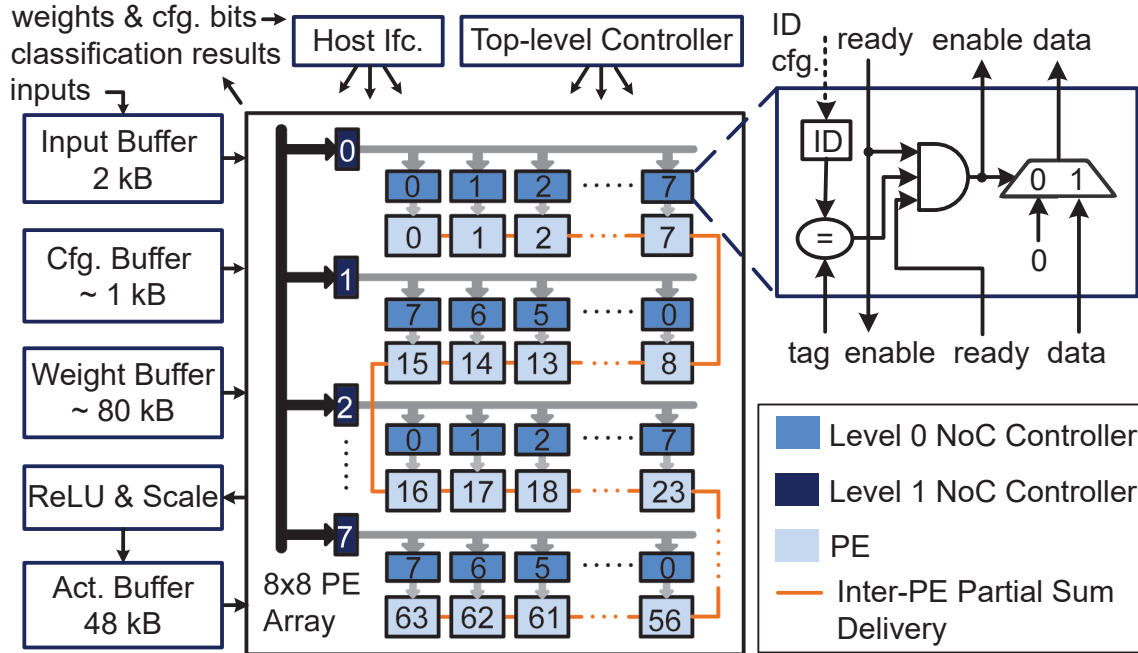 weights & cfg. bits
classification results
inputs
Host Ifc.
Top-level Controller
ID
cfg.
ready
enable
data
Input Buffer
2 kB
Cfg. Buffer
~ 1 kB
Weight Buffer
~ 80 kB
ReLU & Scale
Act. Buffer
48 kB
0
0 1 2 ...... 7
0 1 2 7
1
7 6 5 ...... 0
15 14 13 8
2
0 1 2 ...... 7
16 17 18 23
7
7 6 5 ...... 0
63 62 61 56
8x8 PE
Array
ID
=
0 1
0
tag enable ready data
Level 0 NoC Controller
Level 1 NoC Controller
PE
Inter-PE Partial Sum
Delivery